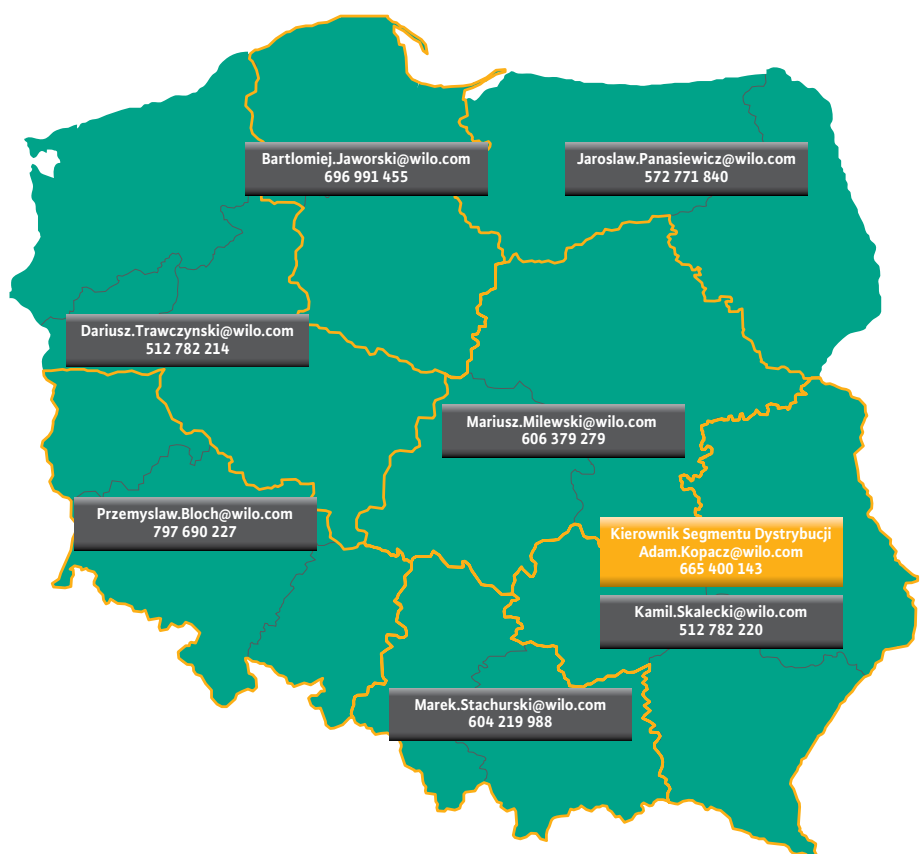 Bartlomiej.Jaworski@wilo.com
696 991 455
Jaroslaw.Panasiewicz@wilo.com
572 771 840
Dariusz.Trawczynski@wilo.com
512 782 214
Mariusz.Milewski@wilo.com
606 379 279
Przemyslaw.Bloch@wilo.com
797 690 227
Kierownik Segmentu Dystrybucji
Adam.Kopacz@wilo.com
665 400 143
Kamil.Skalecki@wilo.com
512 782 220
Marek.Stachurski@wilo.com
604 219 988